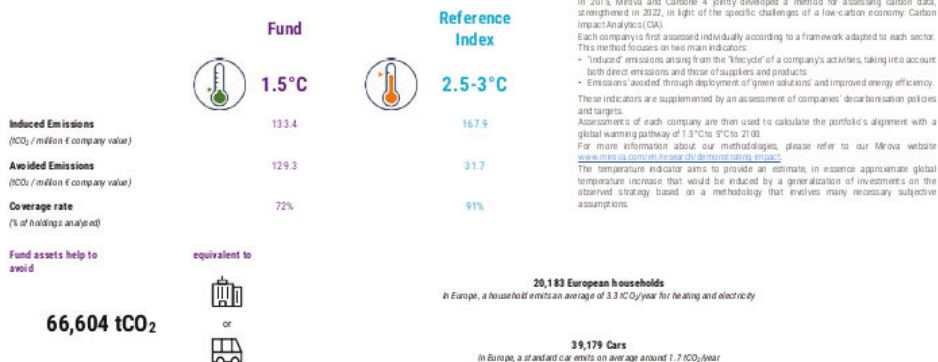 Fund
Reference
Index
1.5°C
2.5-3°C
Induced Emissions
133.4
167.9
(tCO₂ / million € company value)
Avoided Emissions
129.3
31.7
(tCO₂ / million € company value)
Coverage rate
72%
91%
(% of holdings analysed)
In 2015, Mirova and Carbone 4 jointly developed a method for assessing carbon data,
strengthened in 2022, in light of the specific challenges of a low-carbon economy: Carbon
Impact Analytics (CIA).
Each company is first assessed individually according to a framework adapted to each sector.
This method focuses on two main indicators:
- "induced" emissions arising from the "lifecycle" of a company's activities, taking into account
both direct emissions and those of suppliers and products
- Emissions 'avoided' through deployment of 'green solutions' and improved energy efficiency.
These indicators are supplemented by an assessment of companies' decarbonisation policies
and targets.
Assessments of each company are then used to calculate the portfolio's alignment with a
global warming pathway of 1.5°C to 5°C to 2100.
For more information about our methodologies, please refer to our Mirova website
www.mirova.com/en/research/demonstrating-impact.
The temperature indicator aims to provide an estimate, in essence approximate global
temperature increase that would be induced by a generalization of investments on the
observed strategy based on a methodology that involves many necessary subjective
assumptions.
Fund assets help to
avoid
equivalent to
66,604 tCO₂
or
20,183 European households
In Europe, a household emits an average of 3.3 tCO₂/year for heating and electricity
39,179 Cars
In Europe, a standard car emits on average around 1.7 tCO₂/year